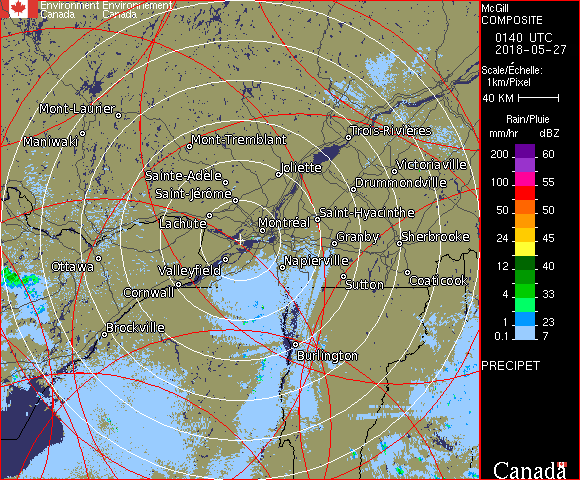 Environment Environnement
Canada Canada
McGill
COMPOSITE
0140 UTC
2018-05-27
Scale/Échelle:
1km/Pixel
40 KM
Rain/Pluie
mm/hr dBZ
200 60
155 55
100 55
50 50
24 45
12 40
4 33
1 23
0.1 7
PRECIPET
Canada
Mont-Laurier
Maniwaki
Mont-Tremblant
Trois-Rivières
Joliette
Victoriaville
Sainte-Adèle
Drummondville
Saint-Jérôme
Lachute
Saint-Hyacinthe
Montréal
Granby
Sherbrooke
Ottawa
Valleyfield
Napierville
Cornwall
Sutton
Coaticook
Brockville
Burlington